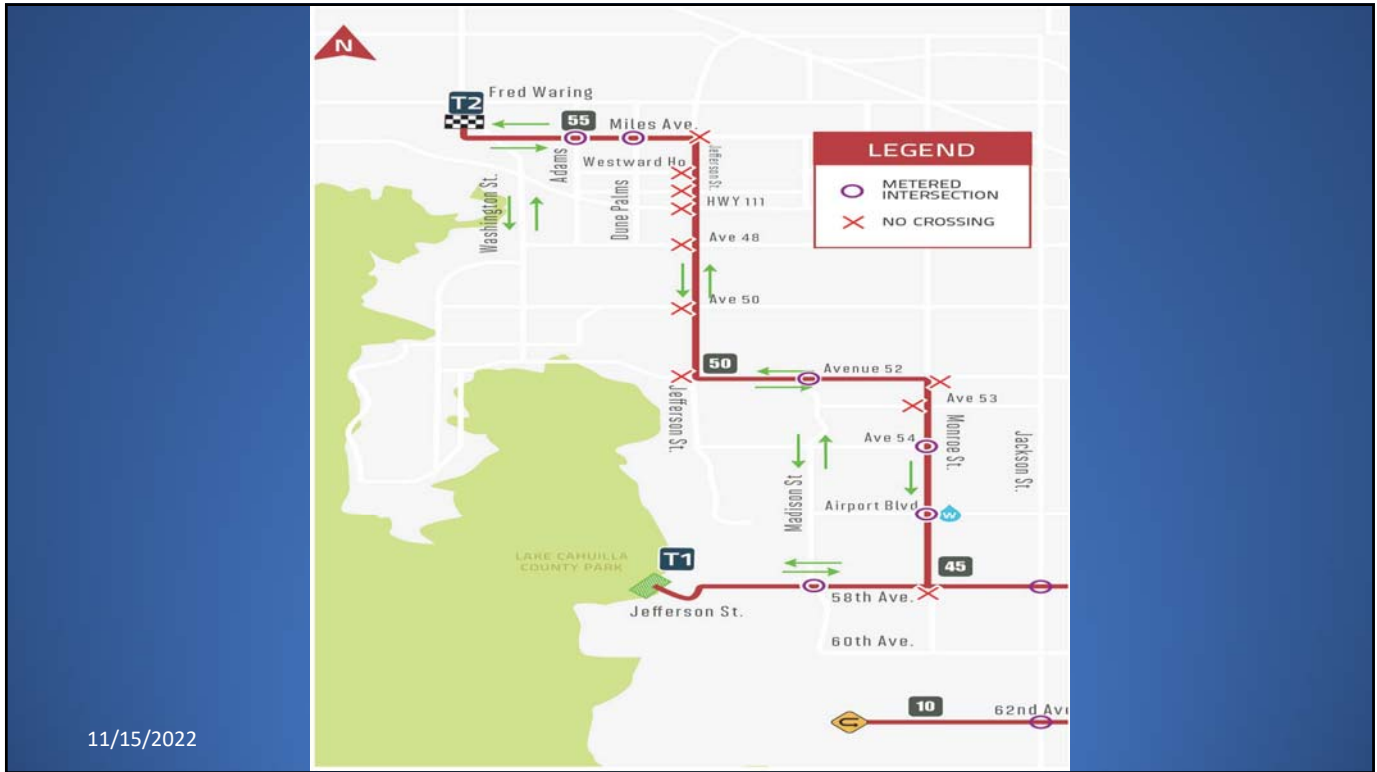 N
Fred Waring
T2
55
Miles Ave.
Adams
Westward Ho
Jefferson St.
Washington St.
Dune Palms
HWY 111
Ave 48
Ave 50
LEGEND
METERED
INTERSECTION
NO CROSSING
50
Avenue 52
Jefferson St.
Ave 53
Ave 54
Monroe St.
Jackson St.
Madison St
Airport Blvd
W
LAKE CAHUILLA
COUNTY PARK
T1
45
58th Ave.
Jefferson St.
60th Ave.
10
62nd Av
11/15/2022